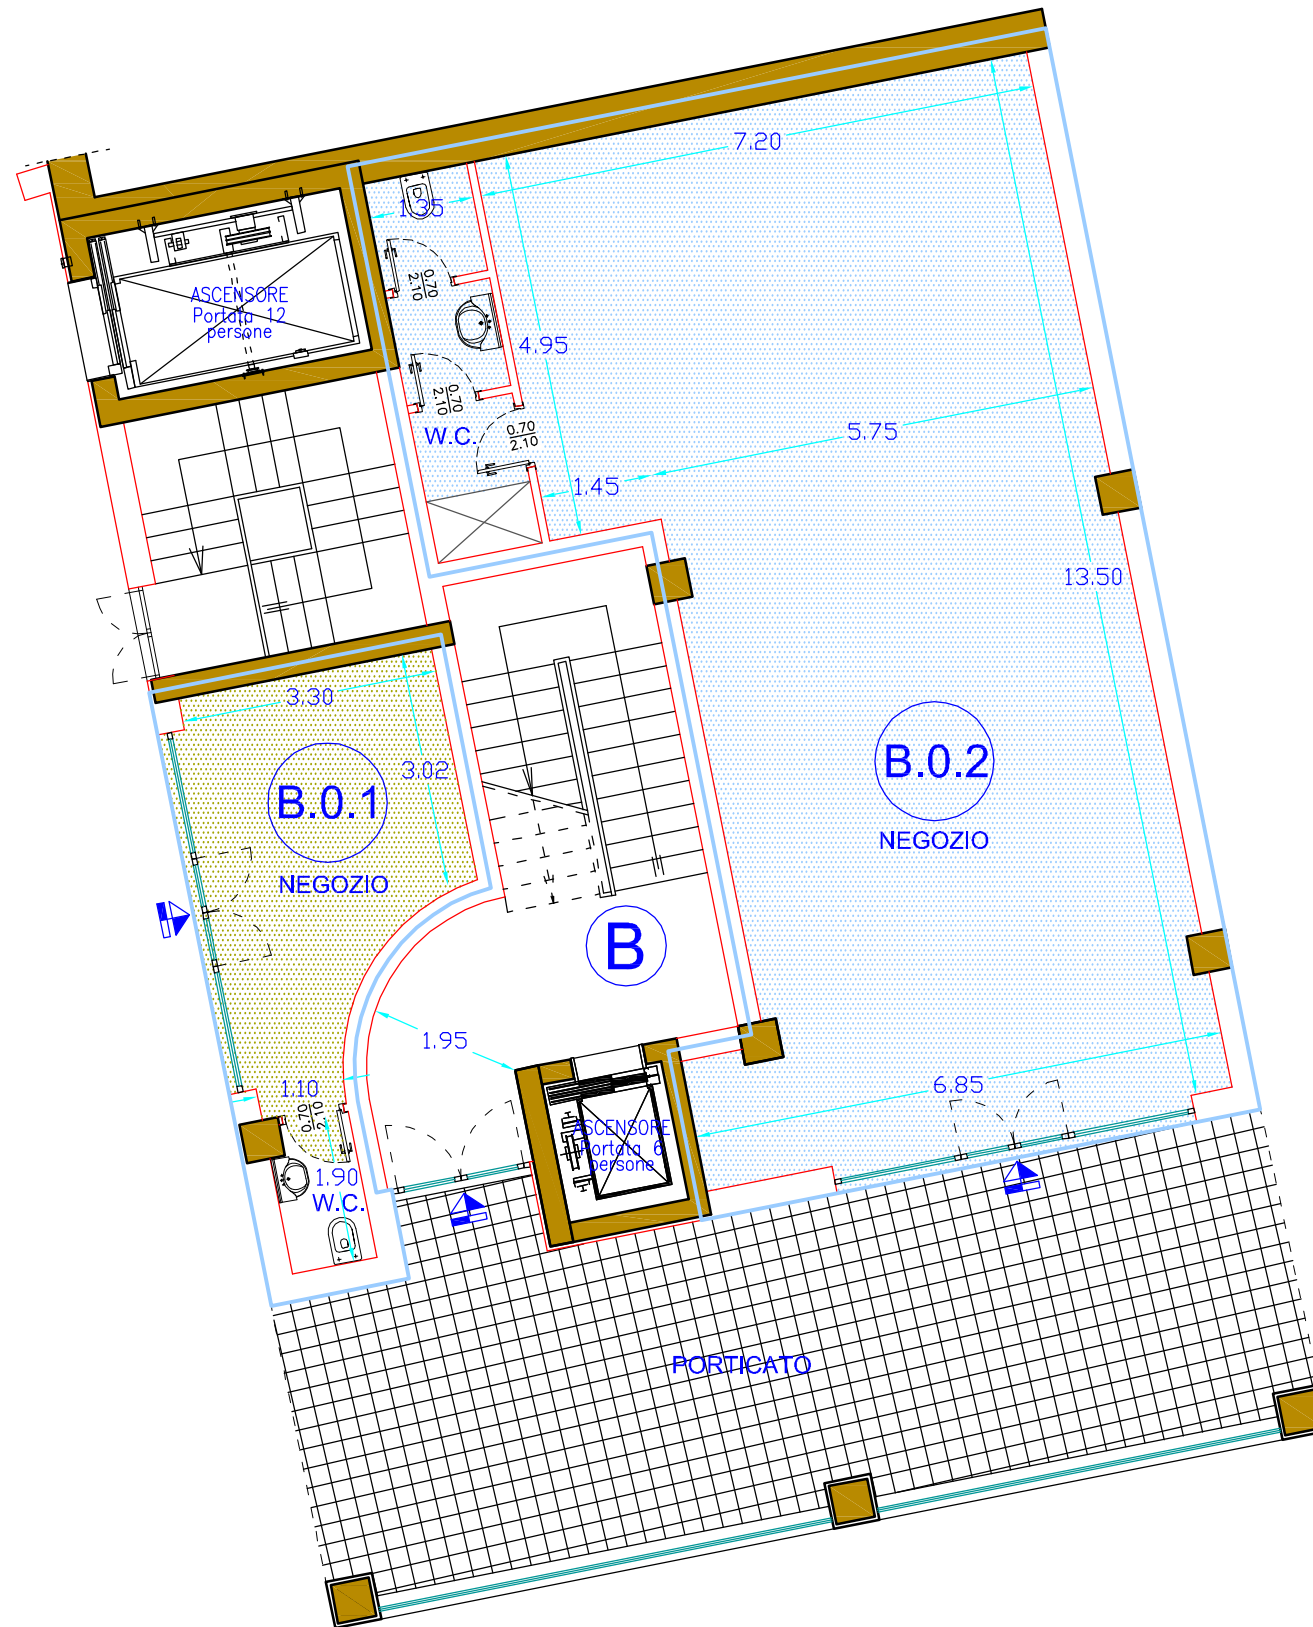 7.20
1.35
0.70
2.10
ASCENSORE
Portata 12
persone
4.95
0.70
2.10
W.C.
0.70
2.10
5.75
1.45
13.50
3.30
3.02
B.0.1
NEGOZIO
B.0.2
NEGOZIO
B
1.95
1.10
0.70
2.10
6.85
ASCENSORE
Portata 6
persone
1.90
W.C.
PORTICATO